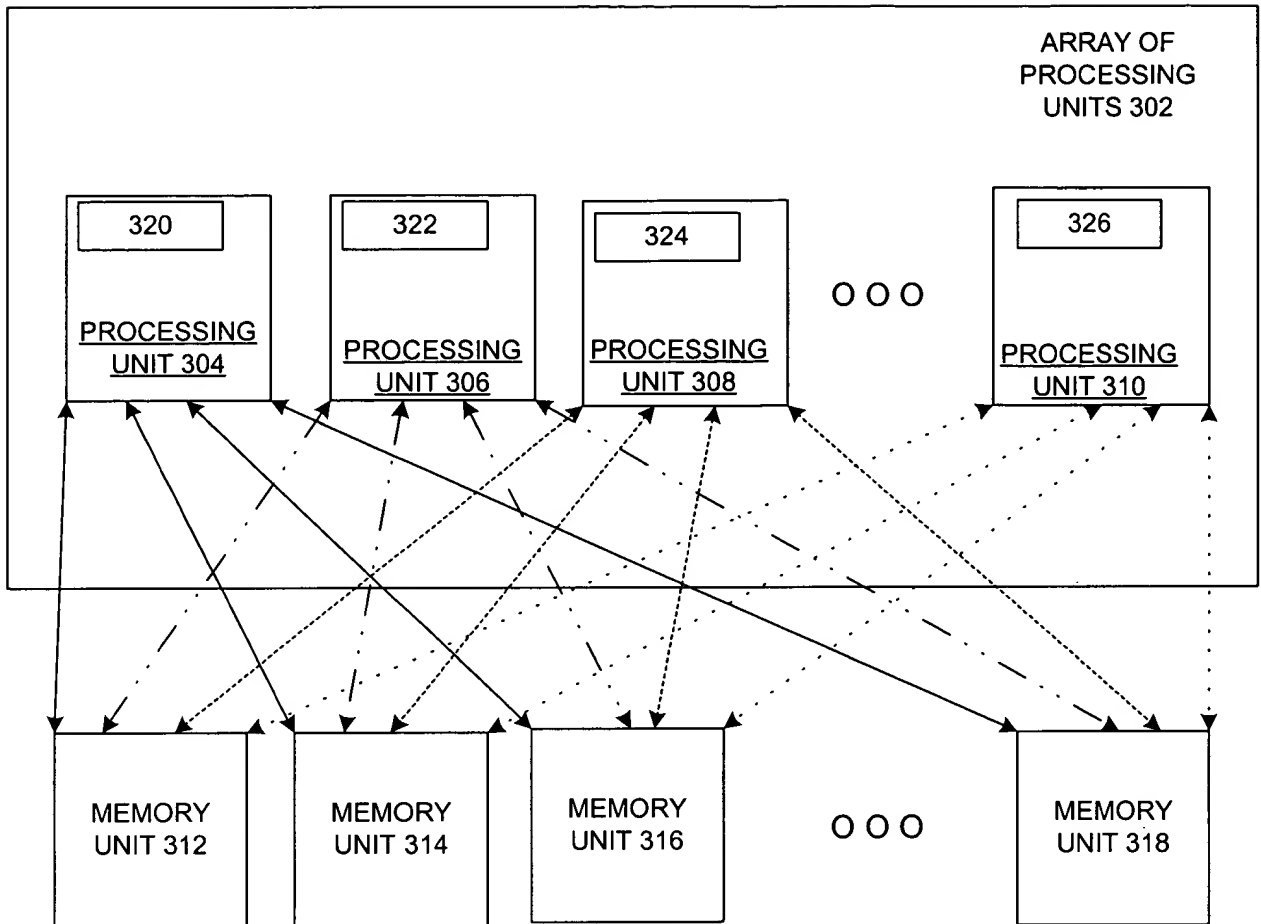 ARRAY OF
PROCESSING
UNITS 302
320
322
324
326
O O O
PROCESSING
UNIT 304
PROCESSING
UNIT 306
PROCESSING
UNIT 308
PROCESSING
UNIT 310
MEMORY
UNIT 312
MEMORY
UNIT 314
MEMORY
UNIT 316
O O O
MEMORY
UNIT 318